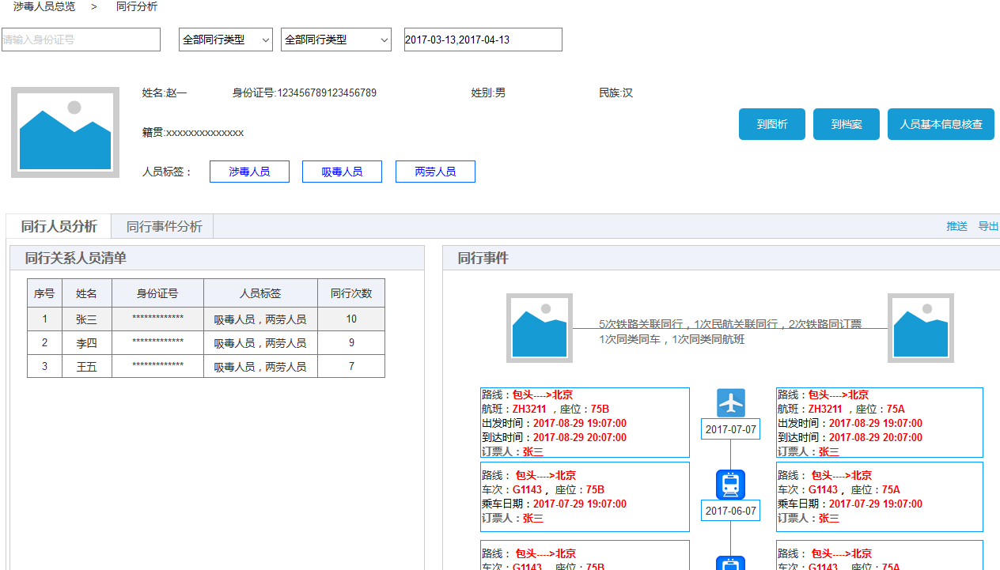 涉毒人员总览 > 同行分析
请输入身份证号 全部同行类型 全部同行类型 2017-03-13,2017-04-13
姓名:赵一 身份证号:123456789123456789 姓别:男 民族:汉
到图析 到档案 人员基本信息核查
籍贯:xxxxxxxxxxxxxx
人员标签： 涉毒人员 吸毒人员 两劳人员
同行人员分析 同行事件分析 推送 导出
同行关系人员清单
序号 姓名 身份证号 人员标签 同行次数
1 张三 ************* 吸毒人员，两劳人员 10
2 李四 ************* 吸毒人员，两劳人员 9
3 王五 ************* 吸毒人员，两劳人员 7
同行事件
5次铁路关联同行，1次民航关联同行，2次铁路同订票
1次同类同车，1次同类同航班
路线：包头---->北京
航班：ZH3211 ，座位：75B
出发时间：2017-08-29 19:07:00
到达时间：2017-08-29 20:07:00
订票人：张三
2017-07-07
路线：包头---->北京
航班：ZH3211 ，座位：75A
出发时间：2017-08-29 19:07:00
到达时间：2017-08-29 20:07:00
订票人：张三
路线： 包头---->北京
车次：G1143 ，座位：75B
乘车日期：2017-07-29 19:07:00
订票人：张三
2017-06-07
路线： 包头---->北京
车次：G1143 ，座位：75A
乘车日期：2017-07-29 19:07:00
订票人：张三
路线： 包头---->北京
车次：G1143 ，座位：75B
路线： 包头---->北京
车次：G1143 ，座位：75A